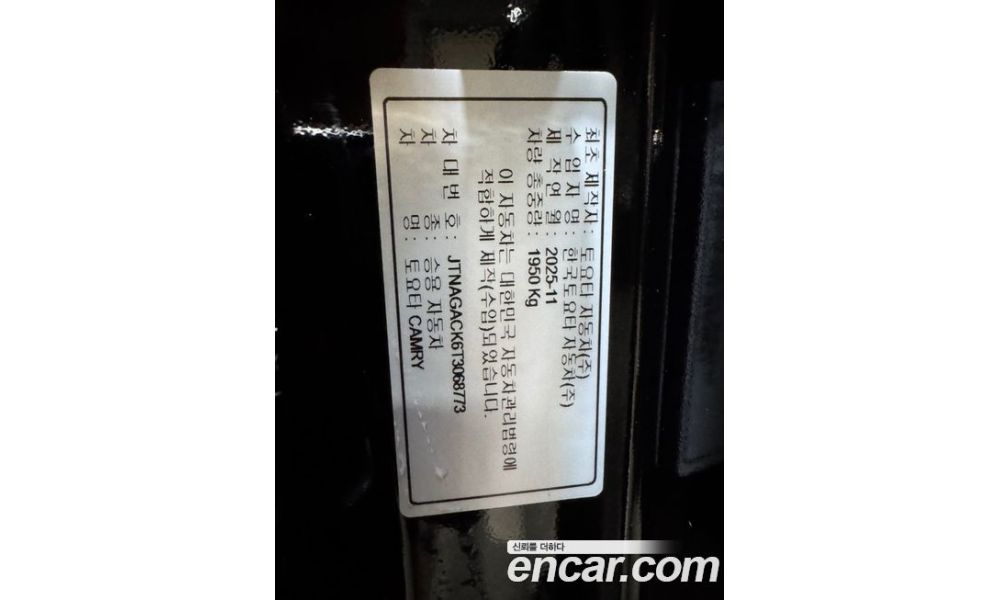 최초 제작자 : 토요타 자동차(주)
수 입 자 명 : 한국토요타 자동차(주)
제 작 연 월 : 2025-11
차량 총중량 : 1950 Kg
이 자동차는 대한민국 자동차관리법령에
적합하게 제작(수입)되었습니다.
차 대 번 호 : JTNAGACK6T3068773
차 종 : 승용 자동차
차 명 : 토요타 CAMRY
신뢰를 더하다
encar.com